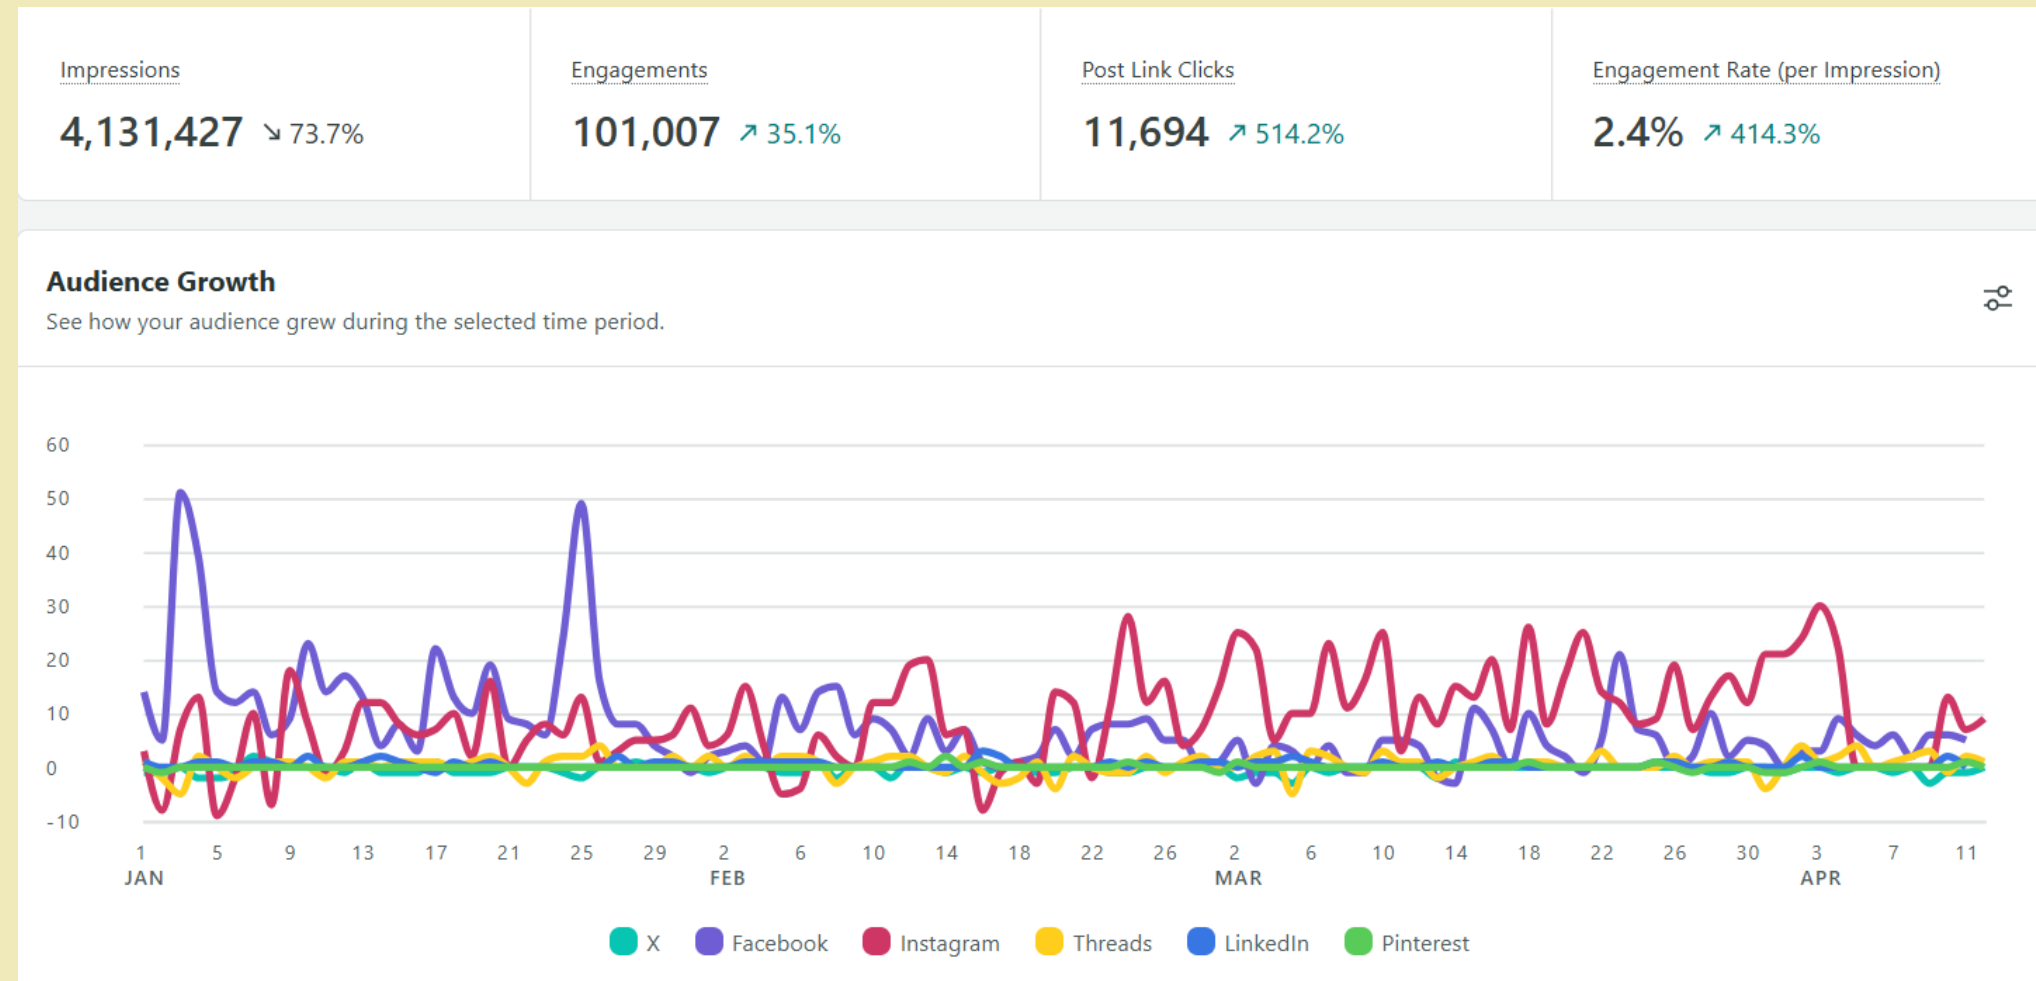 Impressions
4,131,427 ↘ 73.7%
Engagements
101,007 ↗ 35.1%
Post Link Clicks
11,694 ↗ 514.2%
Engagement Rate (per Impression)
2.4% ↗ 414.3%
Audience Growth
See how your audience grew during the selected time period.
60
50
40
30
20
10
0
-10
1 5 9 13 17 21 25 29 2 6 10 14 18 22 26 2 6 10 14 18 22 26 30 3 7 11
JAN FEB MAR APR
X Facebook Instagram Threads LinkedIn Pinterest